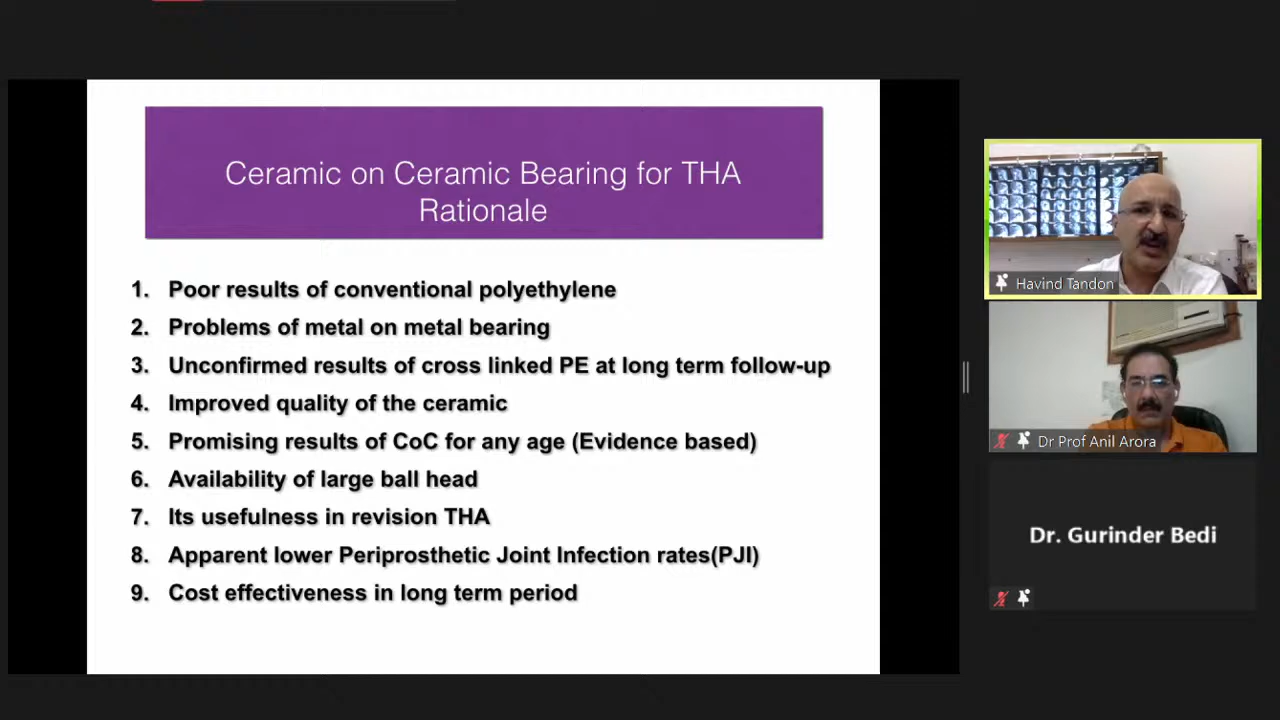 Ceramic on Ceramic Bearing for THA
Rationale
1. Poor results of conventional polyethylene
2. Problems of metal on metal bearing
3. Unconfirmed results of cross linked PE at long term follow-up
4. Improved quality of the ceramic
5. Promising results of CoC for any age (Evidence based)
6. Availability of large ball head
7. Its usefulness in revision THA
8. Apparent lower Periprosthetic Joint Infection rates(PJI)
9. Cost effectiveness in long term period
Havind Tandon
Dr Prof Anil Arora
Dr. Gurinder Bedi